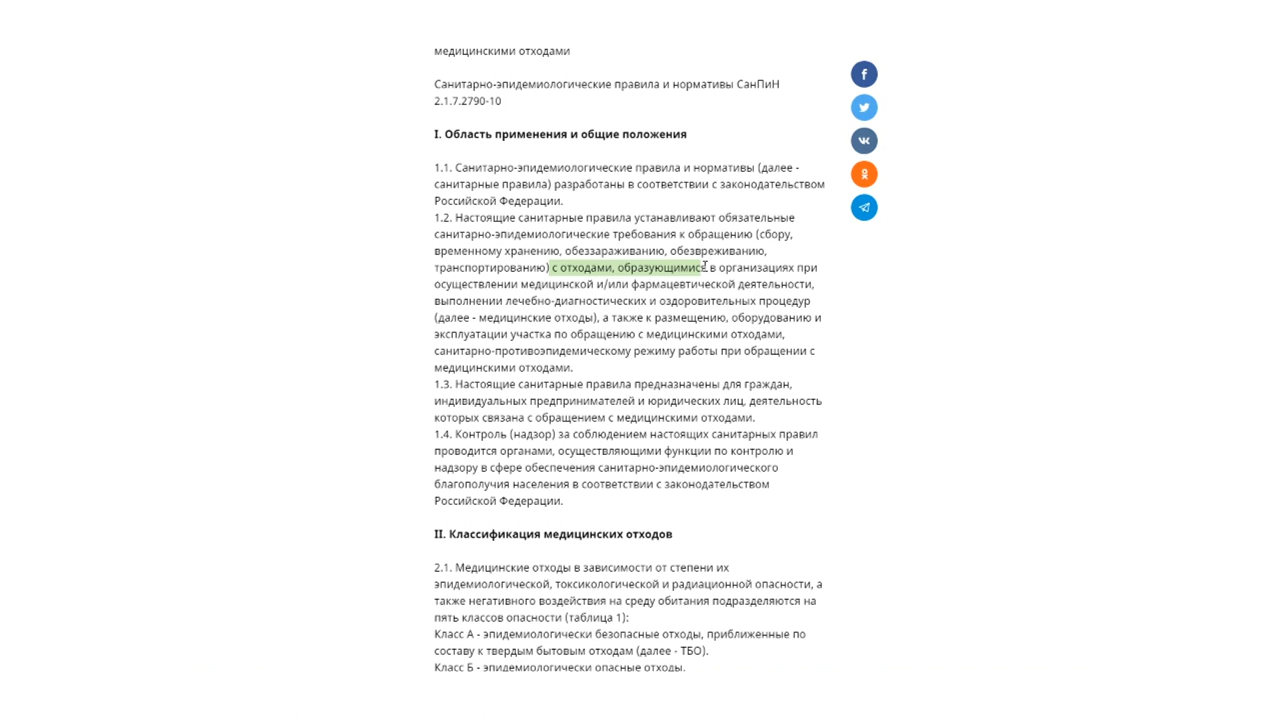 медицинскими отходами
Санитарно-эпидемиологические правила и нормативы СанПиН
2.1.7.2790-10
I. Область применения и общие положения
1.1. Санитарно-эпидемиологические правила и нормативы (далее -
санитарные правила) разработаны в соответствии с законодательством
Российской Федерации.
1.2. Настоящие санитарные правила устанавливают обязательные
санитарно-эпидемиологические требования к обращению (сбору,
временному хранению, обеззараживанию, обезвреживанию,
транспортированию) с отходами, образующимися в организациях при
осуществлении медицинской и/или фармацевтической деятельности,
выполнении лечебно-диагностических и оздоровительных процедур
(далее - медицинские отходы), а также к размещению, оборудованию и
эксплуатации участка по обращению с медицинскими отходами,
санитарно-противоэпидемическому режиму работы при обращении с
медицинскими отходами.
1.3. Настоящие санитарные правила предназначены для граждан,
индивидуальных предпринимателей и юридических лиц, деятельность
которых связана с обращением с медицинскими отходами.
1.4. Контроль (надзор) за соблюдением настоящих санитарных правил
проводится органами, осуществляющими функции по контролю и
надзору в сфере обеспечения санитарно-эпидемиологического
благополучия населения в соответствии с законодательством
Российской Федерации.
II. Классификация медицинских отходов
2.1. Медицинские отходы в зависимости от степени их
эпидемиологической, токсикологической и радиационной опасности, а
также негативного воздействия на среду обитания подразделяются на
пять классов опасности (таблица 1):
Класс А - эпидемиологически безопасные отходы, приближенные по
составу к твердым бытовым отходам (далее - ТБО).
Класс Б - эпидемиологически опасные отходы.